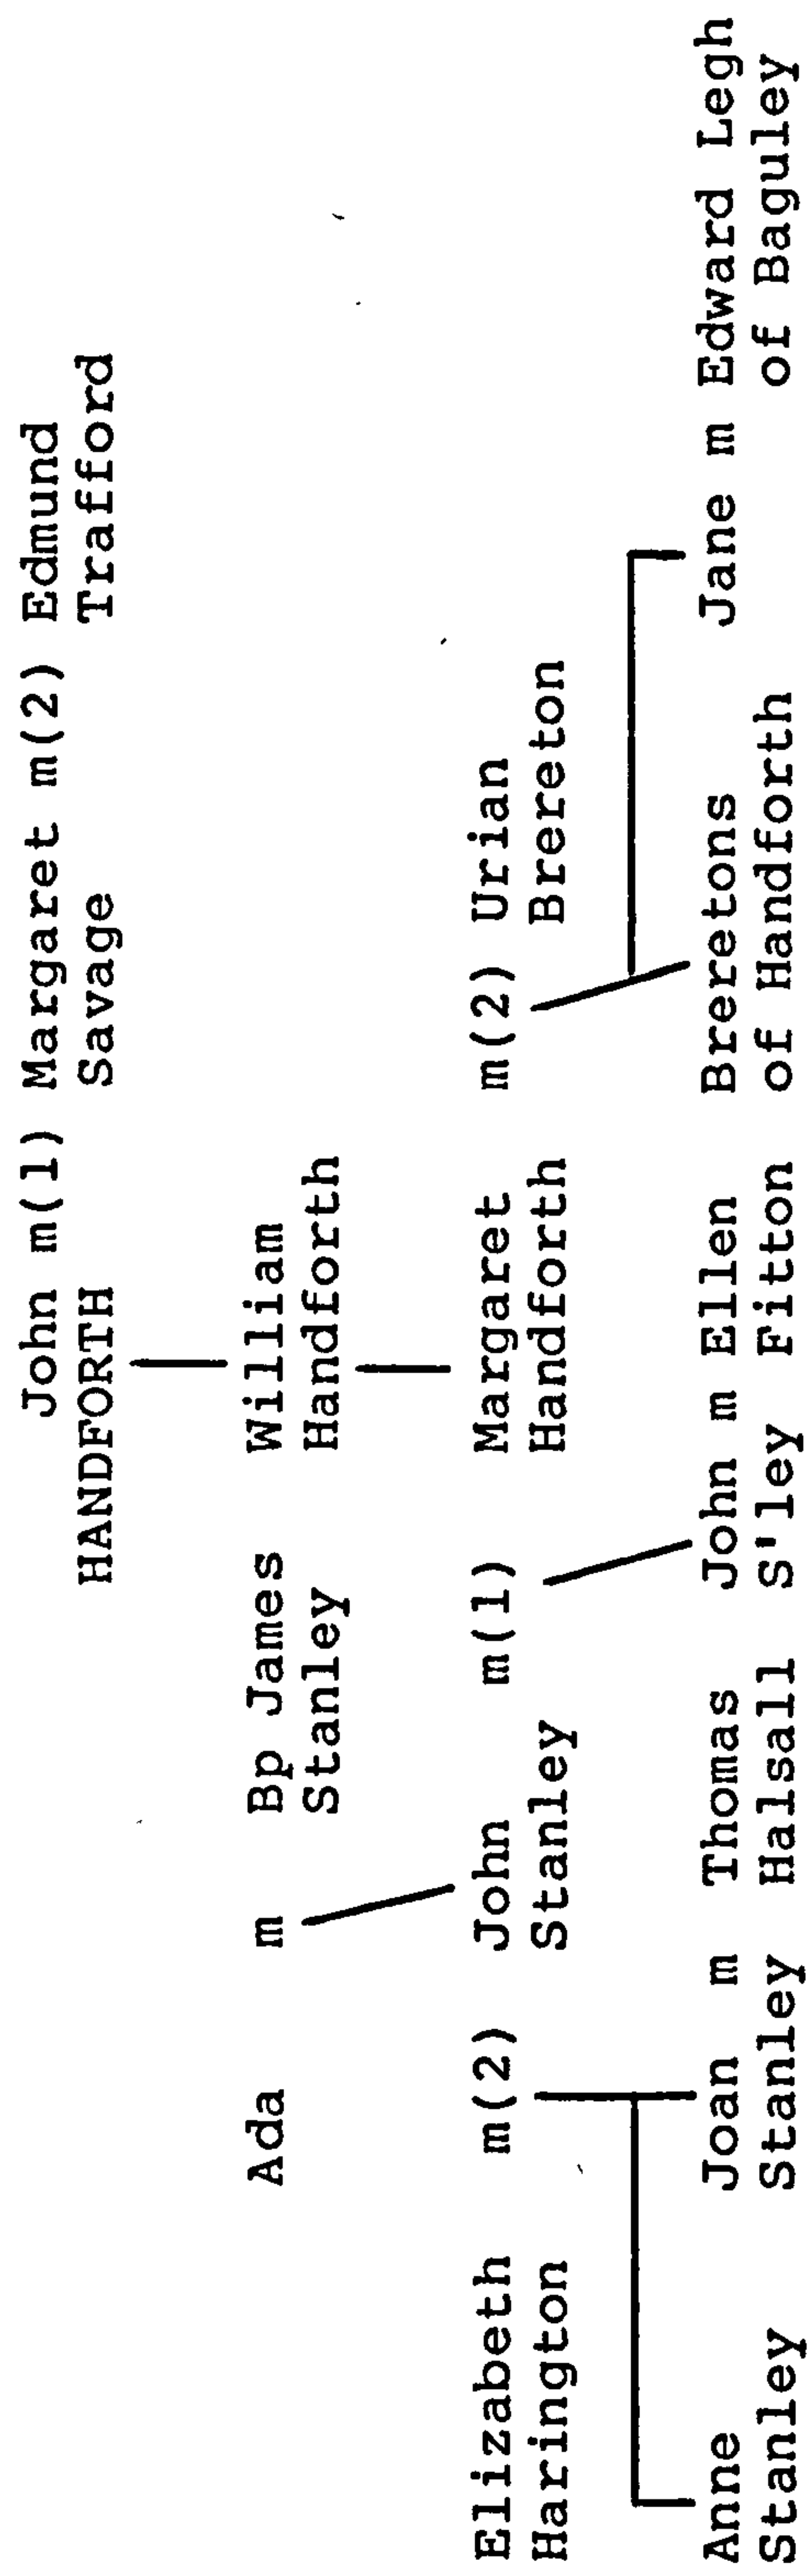 John m(1) Margaret m(2) Edmund
HANDFORTH Savage Trafford
Ada m Bp James William
Stanley Handforth
Elizabeth m(2) John m(1) Margaret m(2) Urian
Harington Stanley Handforth Brereton
Anne Joan m Thomas John m Ellen Breretons Jane m Edward Legh
Stanley Stanley Halsall S'ley Fitton of Handforth of Baguley